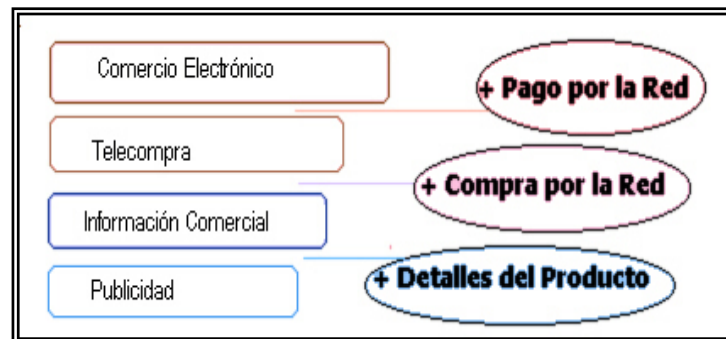 Comercio Electrónico
+ Pago por la Red
Telecompra
+ Compra por la Red
Información Comercial
+ Detalles del Producto
Publicidad